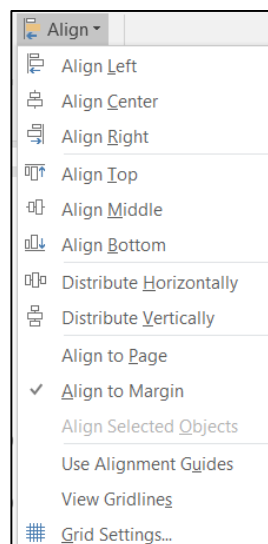 Align
Align Left
Align Center
Align Right
Align Top
Align Middle
Align Bottom
Distribute Horizontally
Distribute Vertically
Align to Page
Align to Margin
Align Selected Objects
Use Alignment Guides
View Gridlines
Grid Settings...